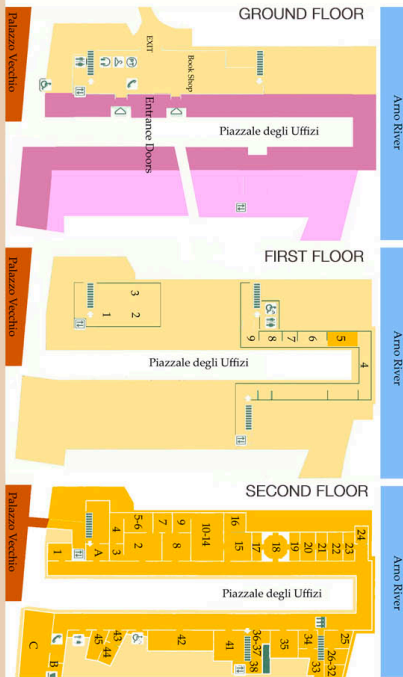 GROUND FLOOR
Palazzo Vecchio
EXIT
Book Shop
Entrance Doors
Piazzale degli Uffizi
Arno River
FIRST FLOOR
Palazzo Vecchio
3
1
2
9
8
7
6
5
4
Piazzale degli Uffizi
Arno River
SECOND FLOOR
Palazzo Vecchio
1
A
3
4
5-6
2
7
8
9
10-14
16
15
17
18
19
20
21
22
23
24
Piazzale degli Uffizi
Arno River
C
B
45
44
43
42
41
36-37
38
35
34
33
25
26-32